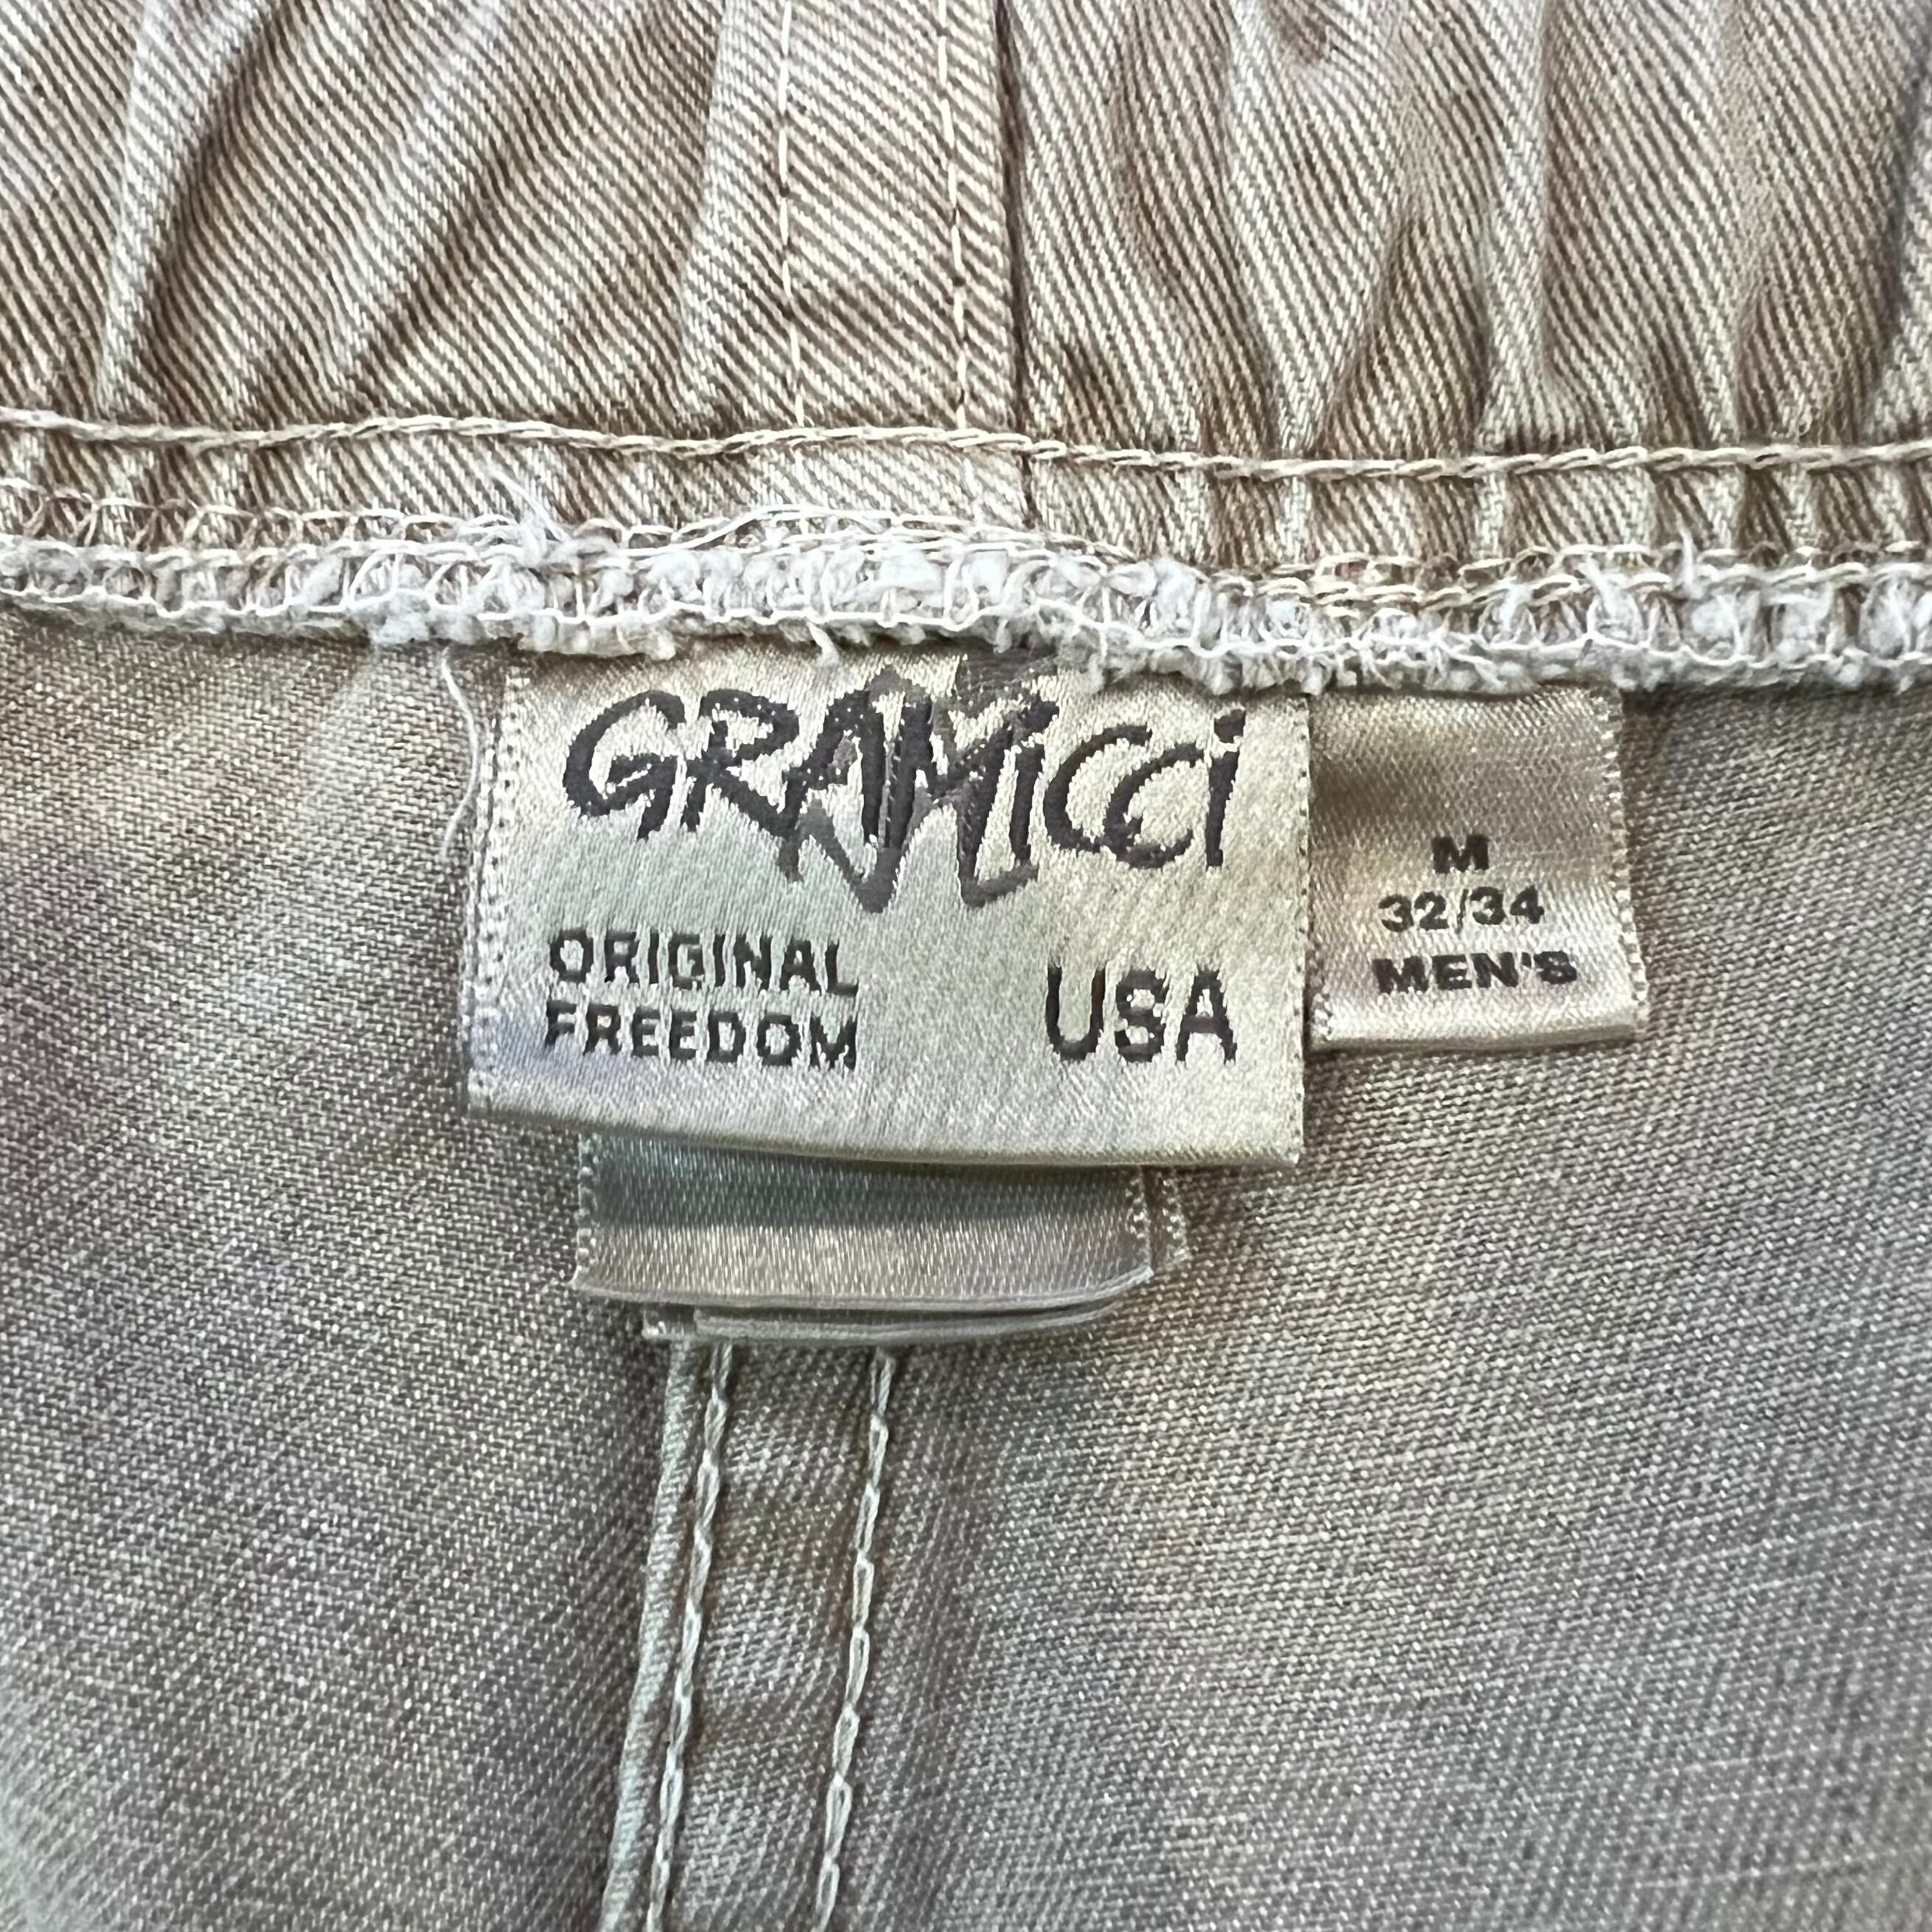 GRAMiCCi
ORIGINAL
FREEDOM
USA
M
32/34
MEN'S